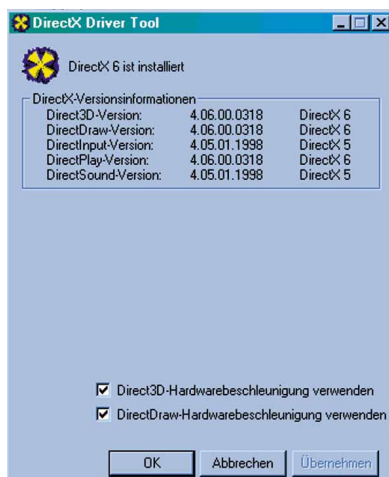 DirectX Driver Tool
DirectX 6 ist installiert
DirectX-Versionsinformationen
Direct3D-Version: 4.06.00.0318 DirectX 6
DirectDraw-Version: 4.06.00.0318 DirectX 6
DirectInput-Version: 4.05.01.1998 DirectX 5
DirectPlay-Version: 4.06.00.0318 DirectX 6
DirectSound-Version: 4.05.01.1998 DirectX 5
Direct3D-Hardwarebeschleunigung verwenden
DirectDraw-Hardwarebeschleunigung verwenden
OK Abbrechen Übernehmen